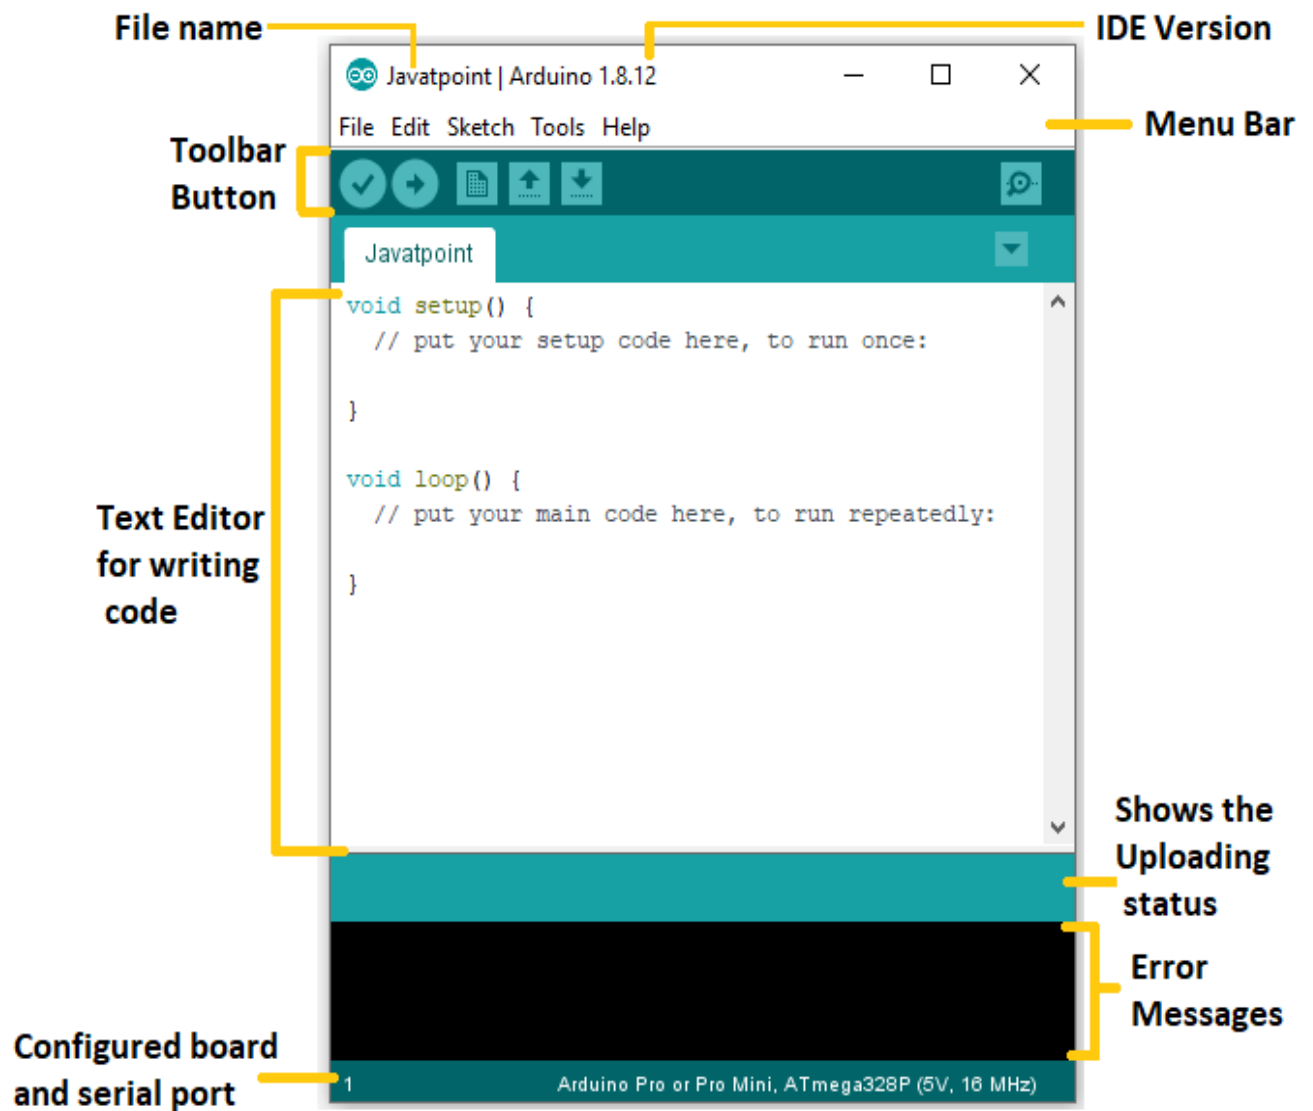 File name
IDE Version
Javatpoint | Arduino 1.8.12
File Edit Sketch Tools Help
Menu Bar
Toolbar
Button
Javatpoint
void setup() {
// put your setup code here, to run once:
}
void loop() {
// put your main code here, to run repeatedly:
}
Text Editor
for writing
code
Shows the
Uploading
status
Error
Messages
Configured board
and serial port
1
Arduino Pro or Pro Mini, ATmega328P (5V, 16 MHz)